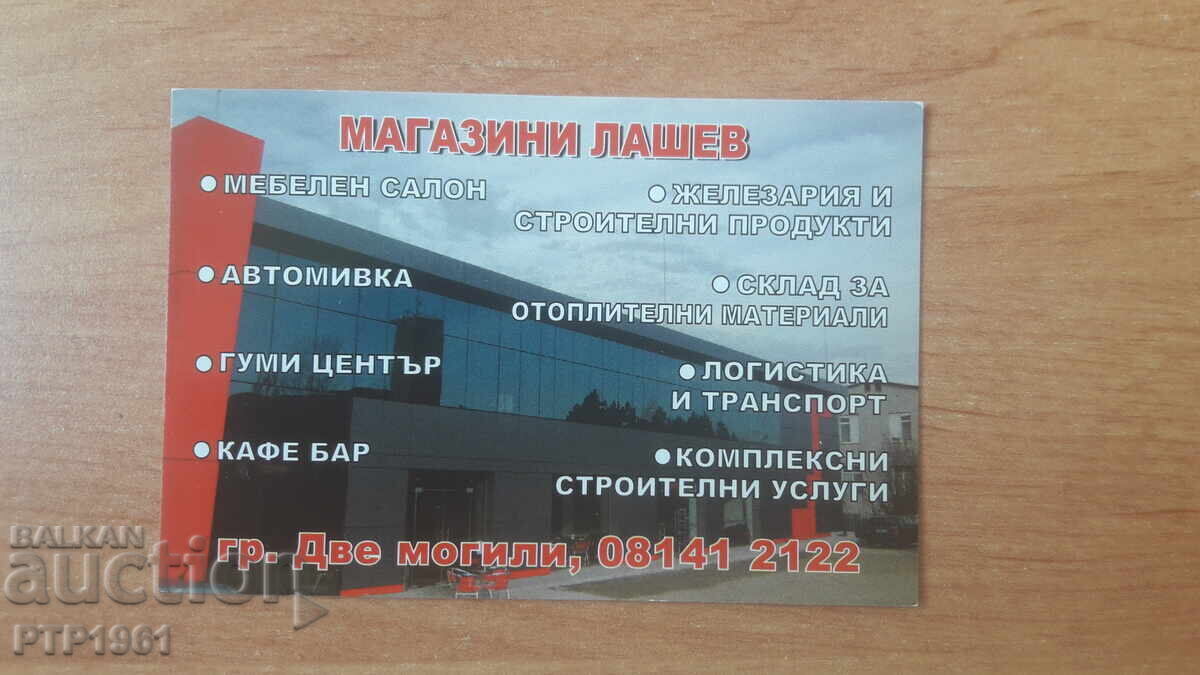 МАГАЗИНИ ЛАШЕВ
● МЕБЕЛЕН САЛОН
● АВТОМИВКА
● ГУМИ ЦЕНТЪР
● КАФЕ БАР
● ЖЕЛЕЗАРИЯ И
СТРОИТЕЛНИ ПРОДУКТИ
● СКЛАД ЗА
ОТОПЛИТЕЛНИ МАТЕРИАЛИ
● ЛОГИСТИКА
И ТРАНСПОРТ
● КОМПЛЕКСНИ
СТРОИТЕЛНИ УСЛУГИ
гр. Две могили, 08141 2122
BALKAN
auction
PTP1961